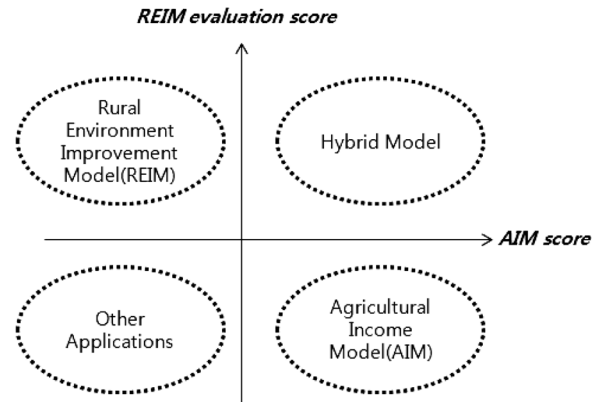 REIM evaluation score
Rural
Environment
Improvement
Model(REIM)
Hybrid Model
AIM score
Other
Applications
Agricultural
Income
Model(AIM)